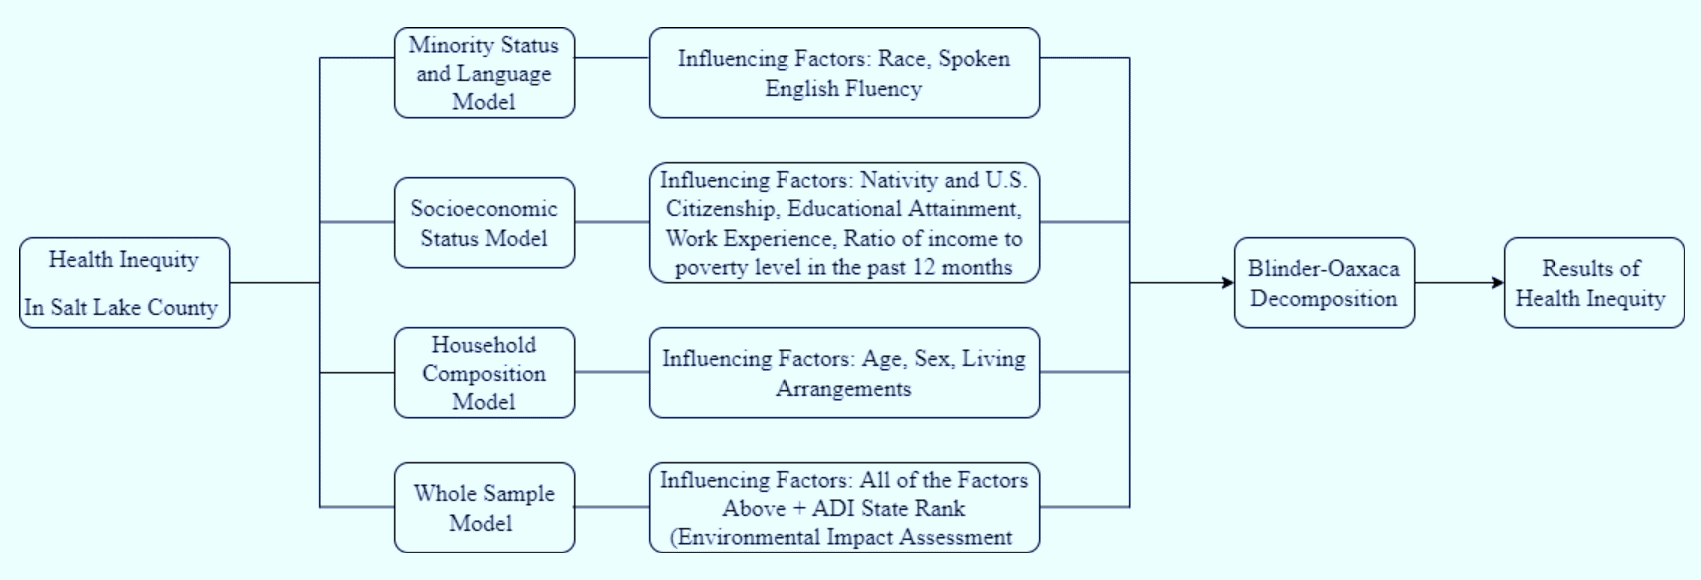 Minority Status
and Language
Model
Influencing Factors: Race, Spoken
English Fluency
Socioeconomic
Status Model
Influencing Factors: Nativity and U.S.
Citizenship, Educational Attainment,
Work Experience, Ratio of income to
poverty level in the past 12 months
Health Inequity
In Salt Lake County
Household
Composition
Model
Influencing Factors: Age, Sex, Living
Arrangements
Whole Sample
Model
Influencing Factors: All of the Factors
Above + ADI State Rank
(Environmental Impact Assessment
Blinder-Oaxaca
Decomposition
Results of
Health Inequity